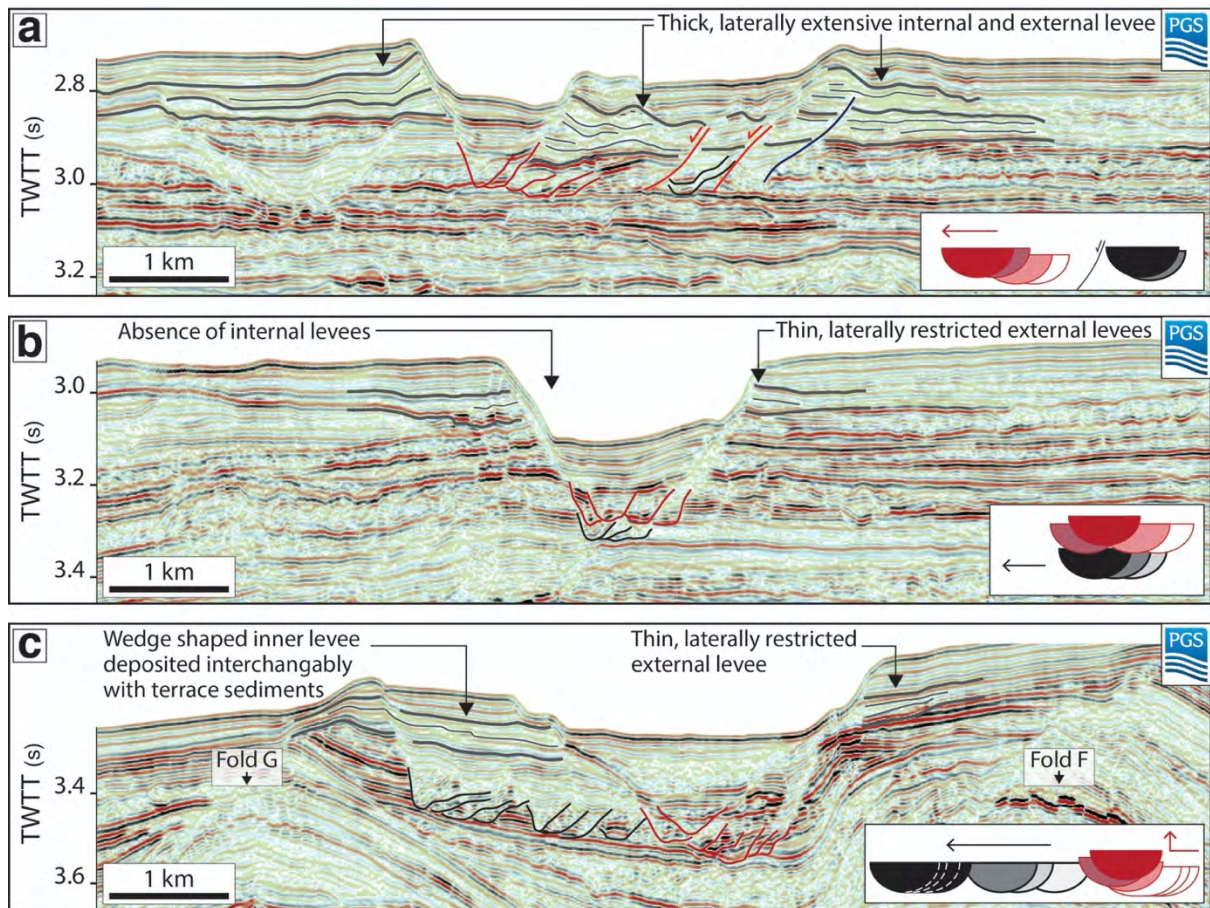 a
Thick, laterally extensive internal and external levee
PGS
TWTT (s)
2.8
3.0
3.2
1 km
b
Absence of internal levees
Thin, laterally restricted external levees
PGS
TWTT (s)
3.0
3.2
3.4
1 km
c
Wedge shaped inner levee
deposited interchangably
with terrace sediments
Thin, laterally restricted
external levee
PGS
TWTT (s)
Fold G
Fold F
3.4
3.6
1 km